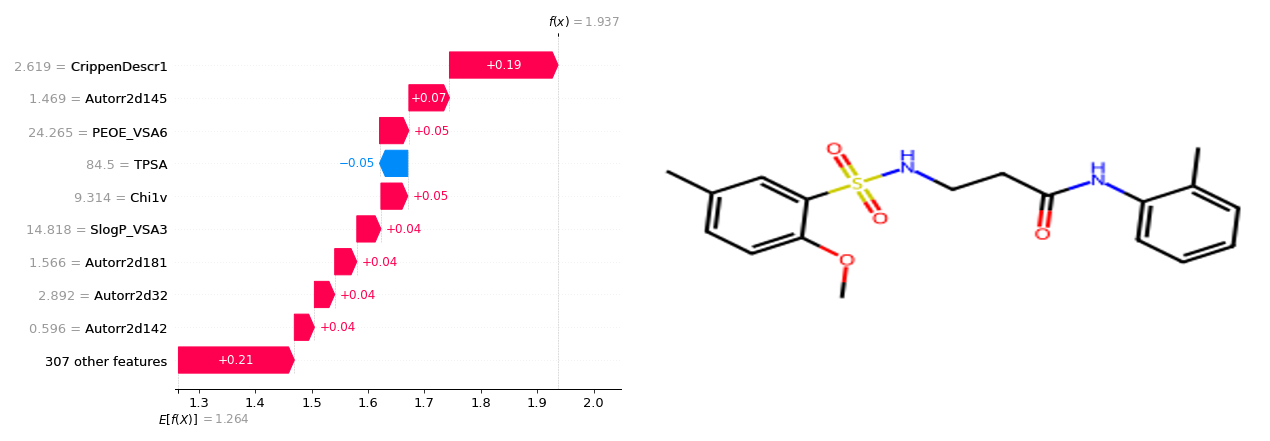 f(x) = 1.937
2.619 = CrippenDescr1 +0.19
1.469 = Autorr2d145 +0.07
24.265 = PEOE_VSA6 +0.05
84.5 = TPSA −0.05
9.314 = Chi1v +0.05
14.818 = SlogP_VSA3 +0.04
1.566 = Autorr2d181 +0.04
2.892 = Autorr2d32 +0.04
0.596 = Autorr2d142 +0.04
307 other features +0.21
1.3 1.4 1.5 1.6 1.7 1.8 1.9 2.0
E[f(X)] = 1.264
O H N H N
S
O O
O